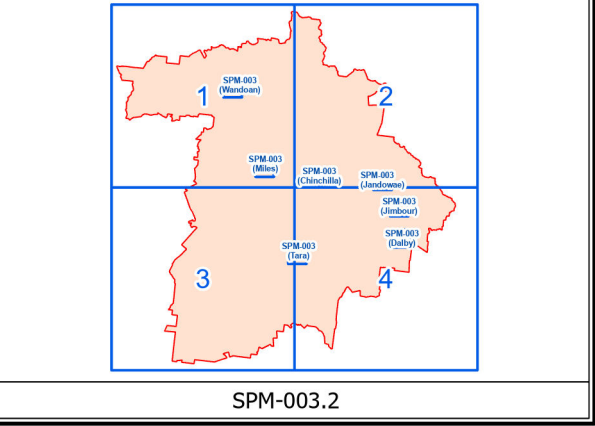 1
SPM-003
(Wandoan)
2
SPM-003
(Miles)
SPM-003
(Chinchilla)
SPM-003
(Jandowae)
SPM-003
(Jimbour)
SPM-003
(Dalby)
SPM-003
(Tara)
3
4
SPM-003.2